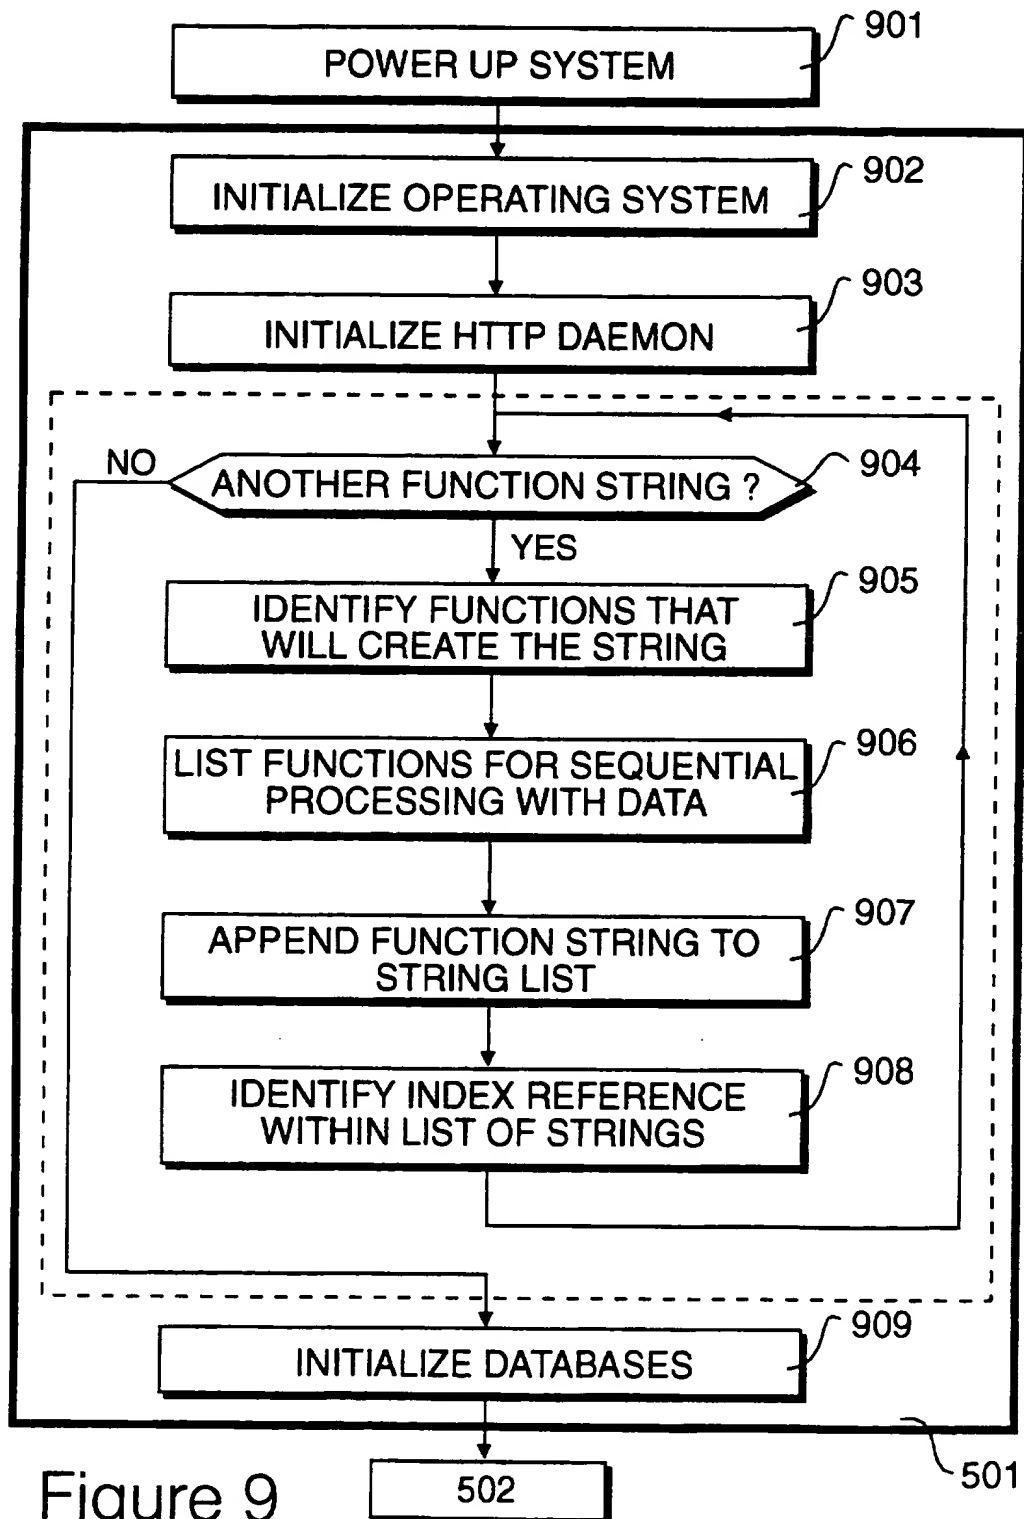 901
POWER UP SYSTEM
902
INITIALIZE OPERATING SYSTEM
903
INITIALIZE HTTP DAEMON
NO
904
ANOTHER FUNCTION STRING ?
YES
905
IDENTIFY FUNCTIONS THAT
WILL CREATE THE STRING
906
LIST FUNCTIONS FOR SEQUENTIAL
PROCESSING WITH DATA
907
APPEND FUNCTION STRING TO
STRING LIST
908
IDENTIFY INDEX REFERENCE
WITHIN LIST OF STRINGS
909
INITIALIZE DATABASES
501
502
Figure 9